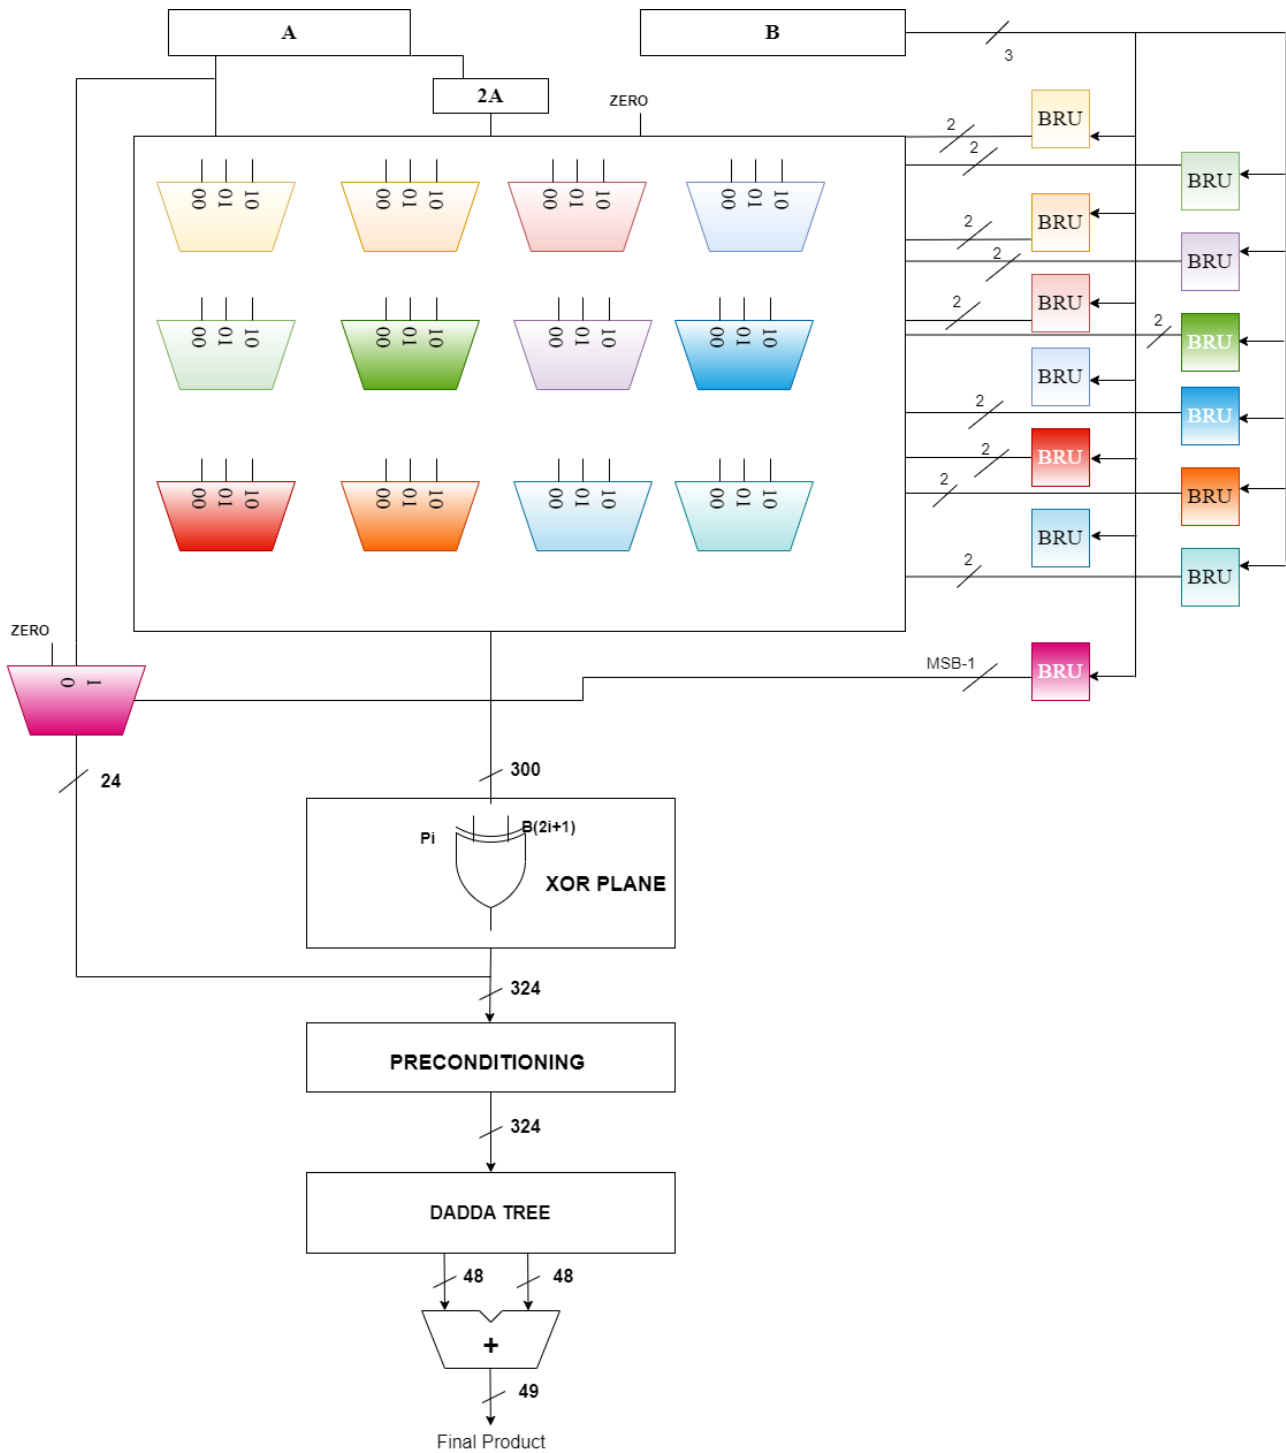 A
B
3
2A
ZERO
BRU
2
2
BRU
00 01 10
00 01 10
00 01 10
00 01 10
BRU
2
2
BRU
BRU
2
2
BRU
00 01 10
00 01 10
00 01 10
00 01 10
BRU
2
BRU
2
BRU
2
BRU
00 01 10
00 01 10
00 01 10
00 01 10
BRU
2
BRU
ZERO
MSB-1
BRU
0 1
24
300
Pi
B(2i+1)
XOR PLANE
324
PRECONDITIONING
324
DADDA TREE
48
48
+
49
Final Product